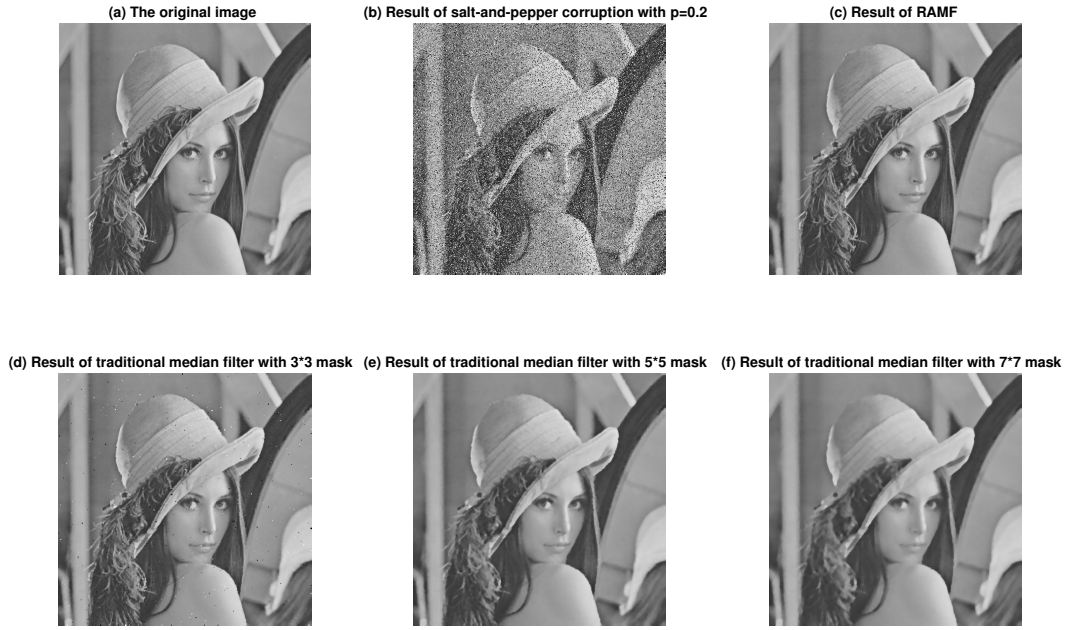 (a) The original image
(b) Result of salt-and-pepper corruption with p=0.2
(c) Result of RAMF
(d) Result of traditional median filter with 3*3 mask
(e) Result of traditional median filter with 5*5 mask
(f) Result of traditional median filter with 7*7 mask